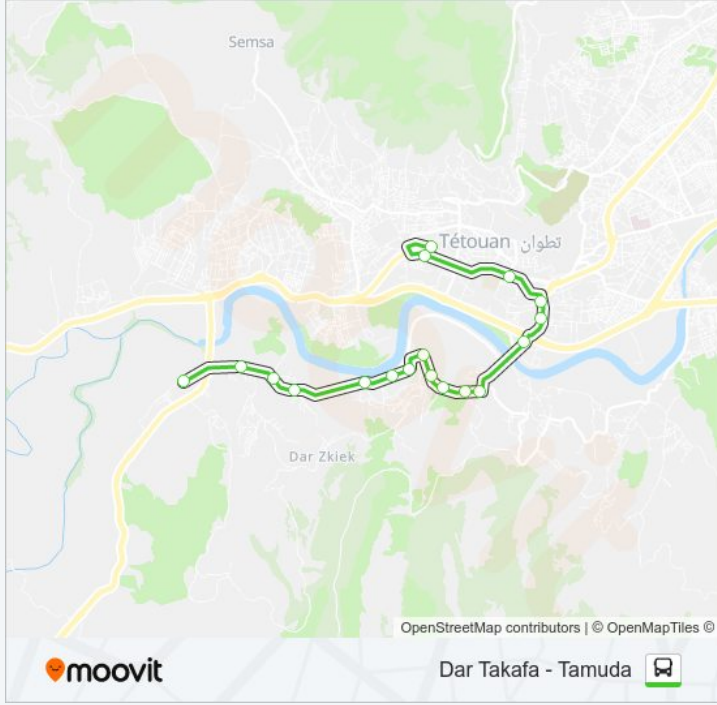 Semsa
Tétouan تطوان
Dar Zkiek
OpenStreetMap contributors | © OpenMapTiles ©
moovit
Dar Takafa - Tamuda